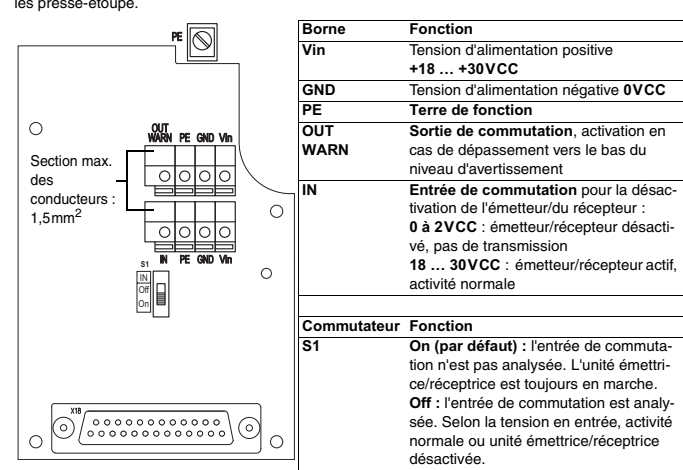 les presse-étoupe.
PE
OUT
WARN PE GND Vin
Section max.
des
conducteurs :
1,5mm2
IN PE GND Vin
S1
IN
Off
On
X18
Borne Fonction
Vin Tension d'alimentation positive
+18 … +30VCC
GND Tension d'alimentation négative 0VCC
PE Terre de fonction
OUT Sortie de commutation, activation en
WARN cas de dépassement vers le bas du
niveau d'avertissement
IN Entrée de commutation pour la désac-
tivation de l'émetteur/du récepteur :
0 à 2VCC : émetteur/récepteur désacti-
vé, pas de transmission
18 … 30VCC : émetteur/récepteur actif,
activité normale
Commutateur Fonction
S1 On (par défaut) : l'entrée de commuta-
tion n'est pas analysée. L'unité émettri-
ce/réceptrice est toujours en marche.
Off : l'entrée de commutation est analy-
sée. Selon la tension en entrée, activité
normale ou unité émettrice/réceptrice
désactivée.